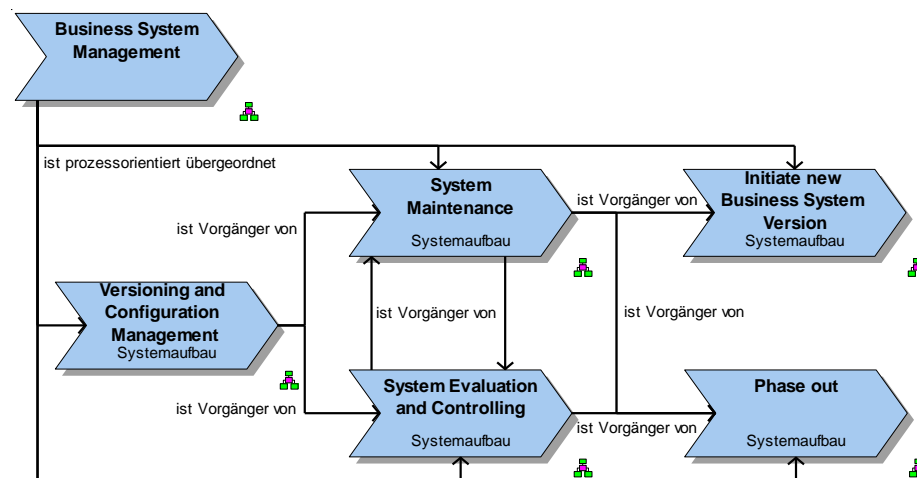 Business System
Management
ist prozessorientiert übergeordnet
System
Maintenance
Systemaufbau
ist Vorgänger von
Initiate new
Business System
Version
Systemaufbau
ist Vorgänger von
Versioning and
Configuration
Management
Systemaufbau
ist Vorgänger von
ist Vorgänger von
ist Vorgänger von
System Evaluation
and Controlling
Systemaufbau
ist Vorgänger von
Phase out
Systemaufbau